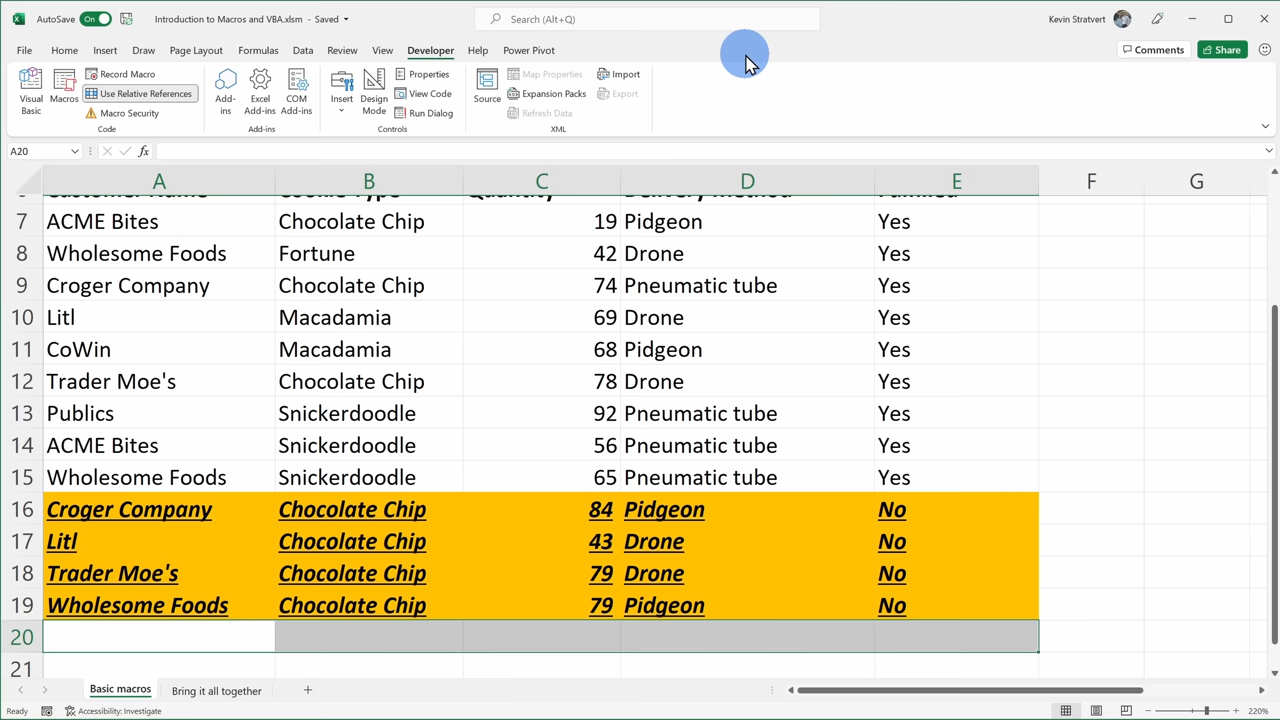 AutoSave On Introduction to Macros and VBA.xlsm - Saved Search (Alt+Q) Kevin Stratvert
File Home Insert Draw Page Layout Formulas Data Review View Developer Help Power Pivot Comments Share
Visual Basic
Macros
Record Macro
Use Relative References
Macro Security
Code
Add-ins
Excel Add-ins
COM Add-ins
Add-ins
Insert
Design Mode
Properties
View Code
Run Dialog
Controls
Source
Map Properties
Expansion Packs
Refresh Data
Import
Export
XML
A20 fx
A B C D E F G
6 Customer Name Cookie Type Quantity Delivery Method
7 ACME Bites Chocolate Chip 19 Pidgeon Yes
8 Wholesome Foods Fortune 42 Drone Yes
9 Croger Company Chocolate Chip 74 Pneumatic tube Yes
10 Litl Macadamia 69 Drone Yes
11 CoWin Macadamia 68 Pidgeon Yes
12 Trader Moe's Chocolate Chip 78 Drone Yes
13 Publics Snickerdoodle 92 Pneumatic tube Yes
14 ACME Bites Snickerdoodle 56 Pneumatic tube Yes
15 Wholesome Foods Snickerdoodle 65 Pneumatic tube Yes
16 Croger Company Chocolate Chip 84 Pidgeon No
17 Litl Chocolate Chip 43 Drone No
18 Trader Moe's Chocolate Chip 79 Drone No
19 Wholesome Foods Chocolate Chip 79 Pidgeon No
20
21
Basic macros Bring it all together
Ready Accessibility: Investigate 220%